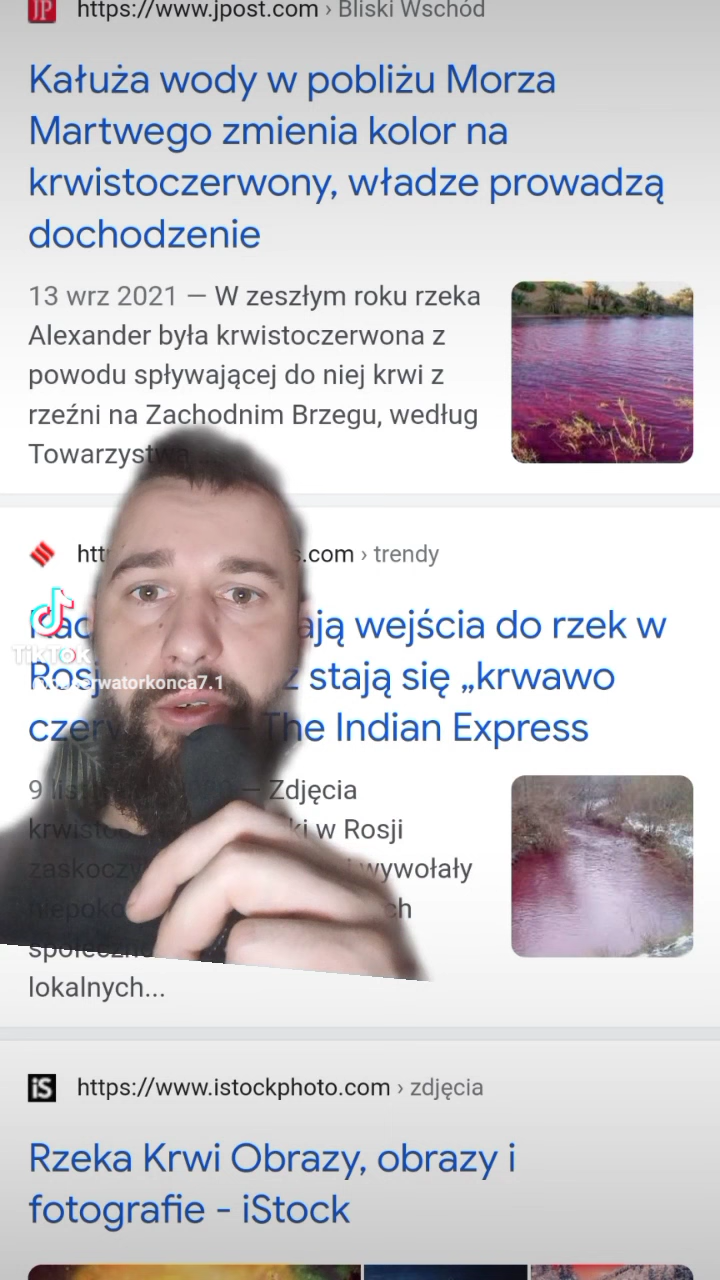 JP https://www.jpost.com › Bliski Wschód
Kałuża wody w pobliżu Morza
Martwego zmienia kolor na
krwistoczerwony, władze prowadzą
dochodzenie
13 wrz 2021 — W zeszłym roku rzeka
Alexander była krwistoczerwona z
powodu spływającej do niej krwi z
rzeźni na Zachodnim Brzegu, według
Towarzystwa ...
.com › trendy
wejścia do rzek w
TikTok
stają się „krwawo
The Indian Express
Zdjęcia
w Rosji
wywołały
lokalnych...
iS https://www.istockphoto.com › zdjęcia
Rzeka Krwi Obrazy, obrazy i
fotografie - iStock